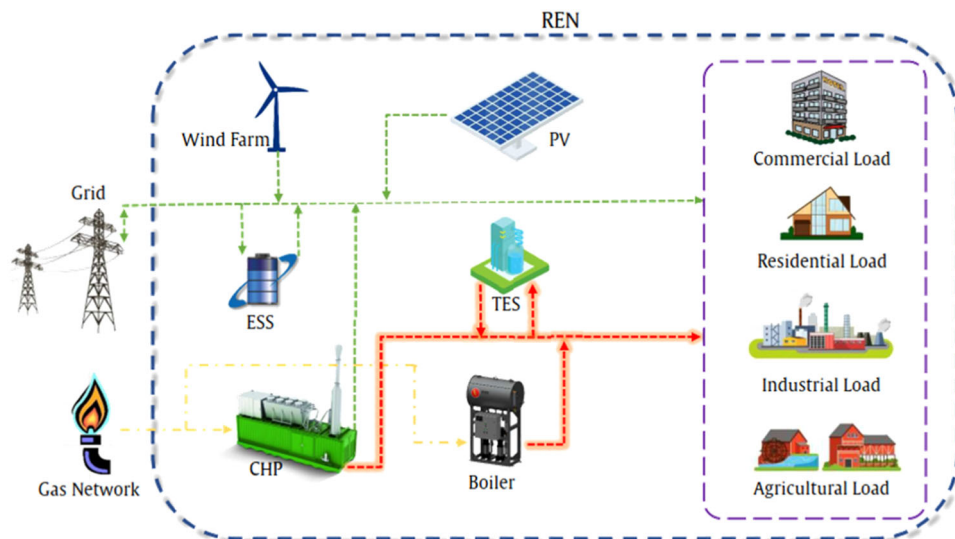 REN
Wind Farm
PV
Commercial Load
Grid
Residential Load
ESS
TES
Industrial Load
CHP
Boiler
Gas Network
Agricultural Load